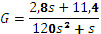 G = (2,8s + 11,4) / (120s² + s)